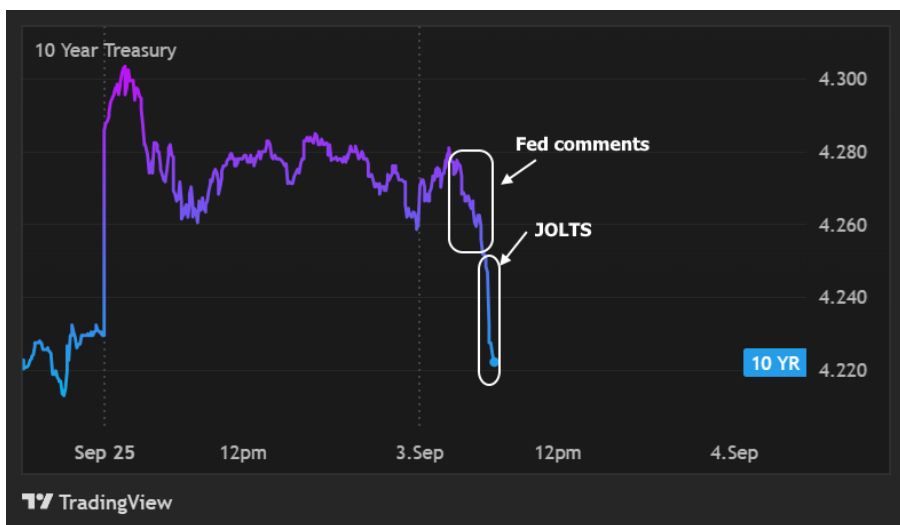 10 Year Treasury
4.300
Fed comments
4.280
JOLTS
4.260
4.240
10 YR
4.220
Sep 25
12pm
3.Sep
12pm
4.Sep
TradingView